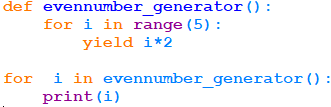 def evennumber_generator():
    for i in range(5):
        yield i*2

for  i in evennumber_generator():
    print(i)